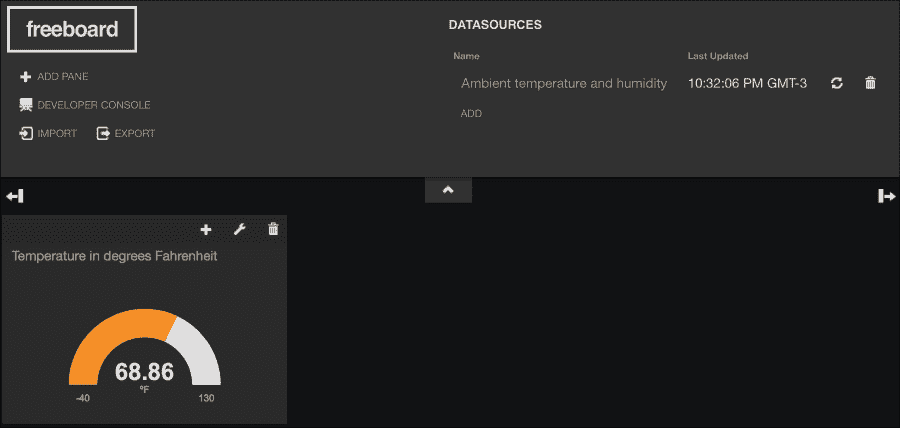 freeboard
ADD PANE
DEVELOPER CONSOLE
IMPORT EXPORT
DATASOURCES
Name Last Updated
Ambient temperature and humidity 10:32:06 PM GMT-3
ADD
Temperature in degrees Fahrenheit
68.86
°F
-40 130